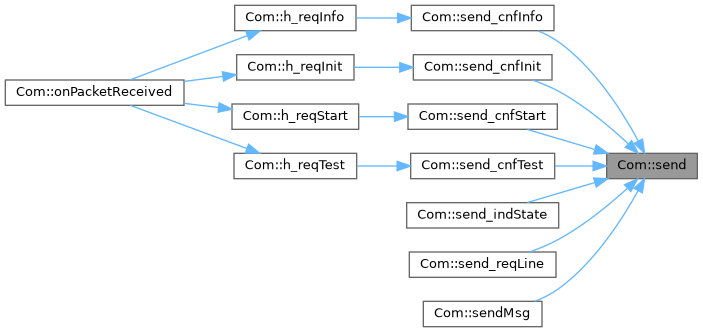 Com::h_reqInfo
Com::send_cnfInfo
Com::h_reqInit
Com::send_cnfInit
Com::onPacketReceived
Com::h_reqStart
Com::send_cnfStart
Com::h_reqTest
Com::send_cnfTest
Com::send
Com::send_indState
Com::send_reqLine
Com::sendMsg